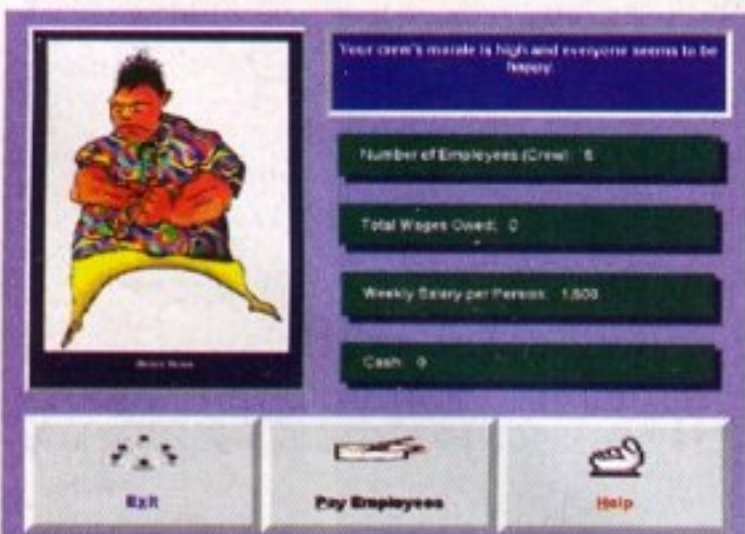 Your crew's morale is high and everyone seems to be
happy.
Number of Employees (Crew): 6
Total Wages Owed: 0
Weekly Salary per Person: 1,500
Cash: 0
Exit
Pay Employees
Help